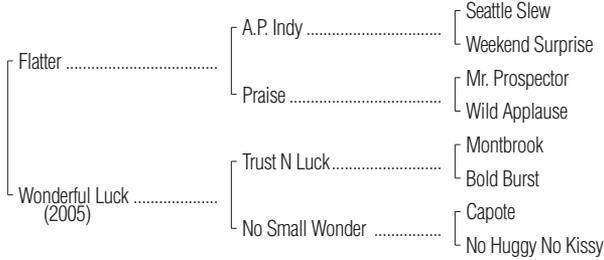 Seattle Slew
A.P. Indy ..................................
Weekend Surprise
Flatter ......................................
Mr. Prospector
Praise ......................................
Wild Applause
Montbrook
Trust N Luck...........................
Bold Burst
Wonderful Luck .....................
(2005)
Capote
No Small Wonder .................
No Huggy No Kissy